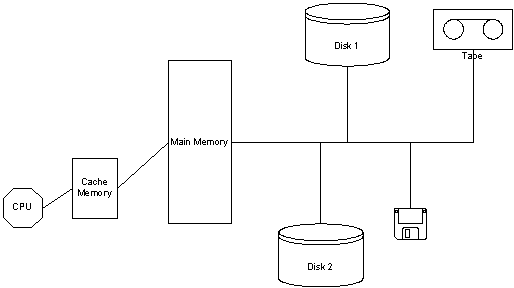 Disk 1
Tape
Main Memory
Cache
Memory
CPU
Disk 2